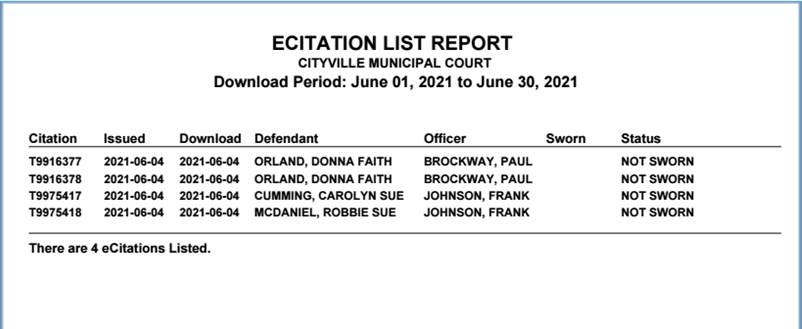 ECITATION LIST REPORT
CITYVILLE MUNICIPAL COURT
Download Period: June 01, 2021 to June 30, 2021
Citation Issued Download Defendant Officer Sworn Status
T9916377 2021-06-04 2021-06-04 ORLAND, DONNA FAITH BROCKWAY, PAUL NOT SWORN
T9916378 2021-06-04 2021-06-04 ORLAND, DONNA FAITH BROCKWAY, PAUL NOT SWORN
T9975417 2021-06-04 2021-06-04 CUMMING, CAROLYN SUE JOHNSON, FRANK NOT SWORN
T9975418 2021-06-04 2021-06-04 MCDANIEL, ROBBIE SUE JOHNSON, FRANK NOT SWORN
There are 4 eCitations Listed.